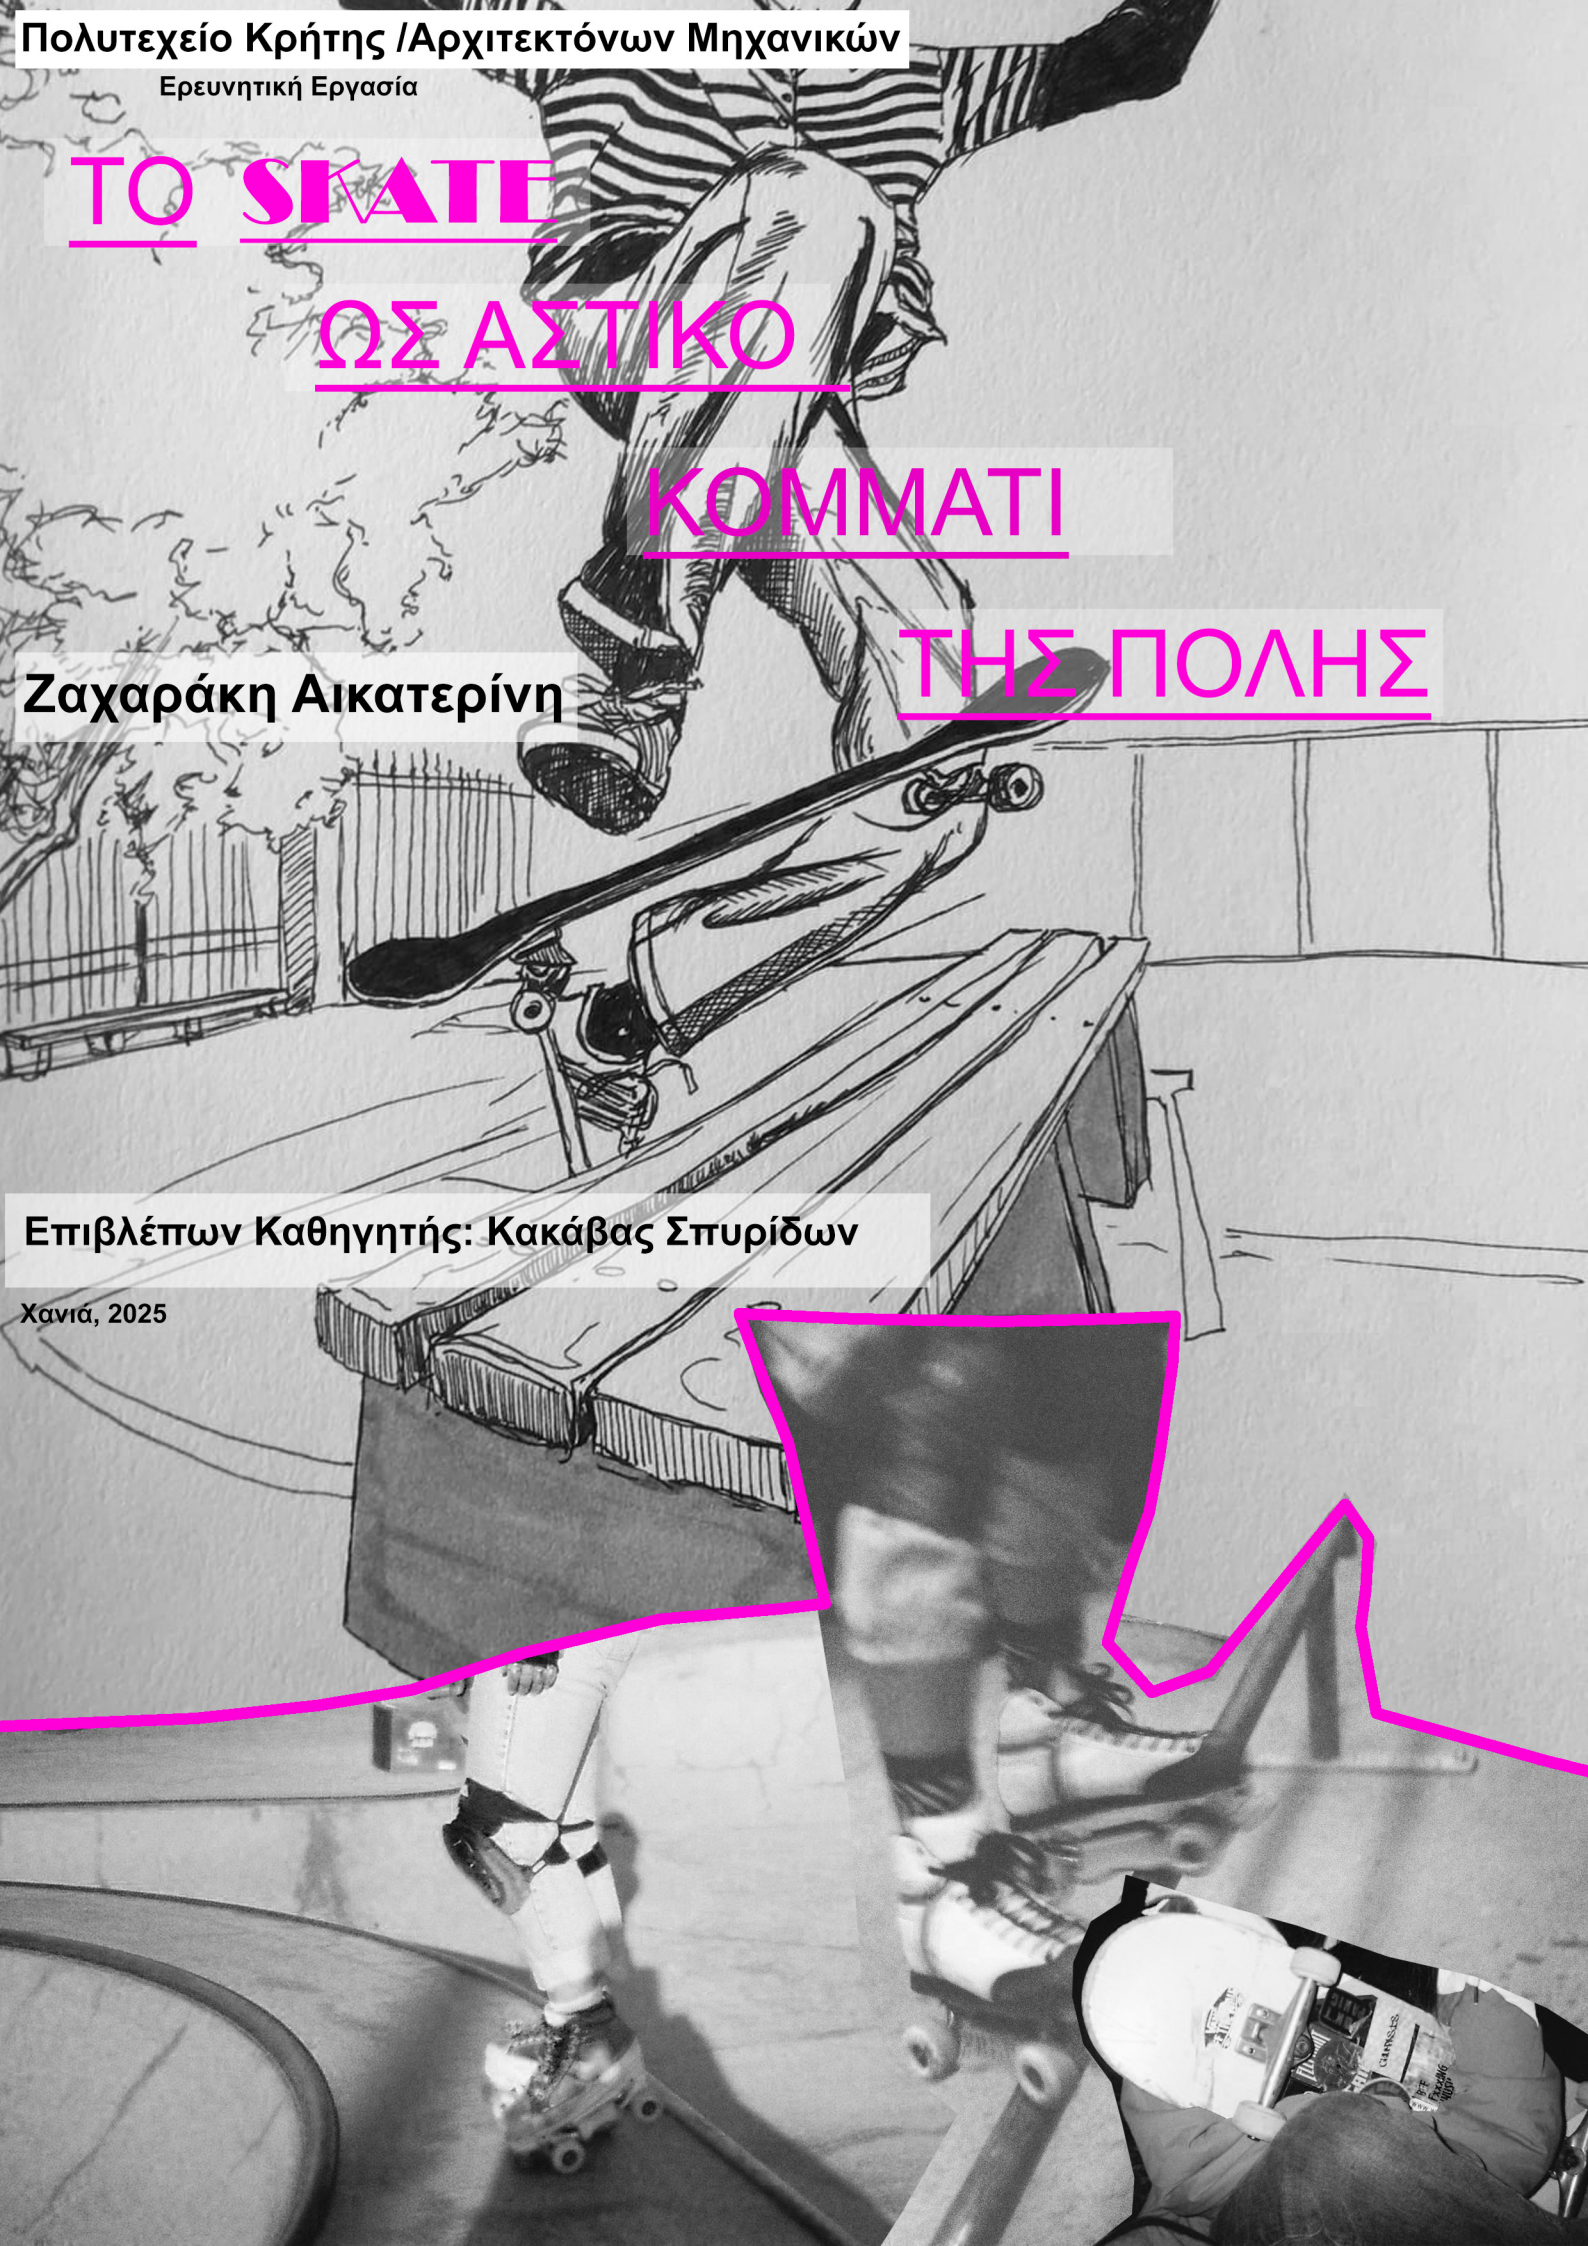 Πολυτεχείο Κρήτης /Αρχιτεκτόνων Μηχανικών
Ερευνητική Εργασία
ΤΟ SKATE
ΩΣ ΑΣΤΙΚΟ
ΚΟΜΜΑΤΙ
ΤΗΣ ΠΟΛΗΣ
Ζαχαράκη Αικατερίνη
Επιβλέπων Καθηγητής: Κακάβας Σπυρίδων
Χανιά, 2025